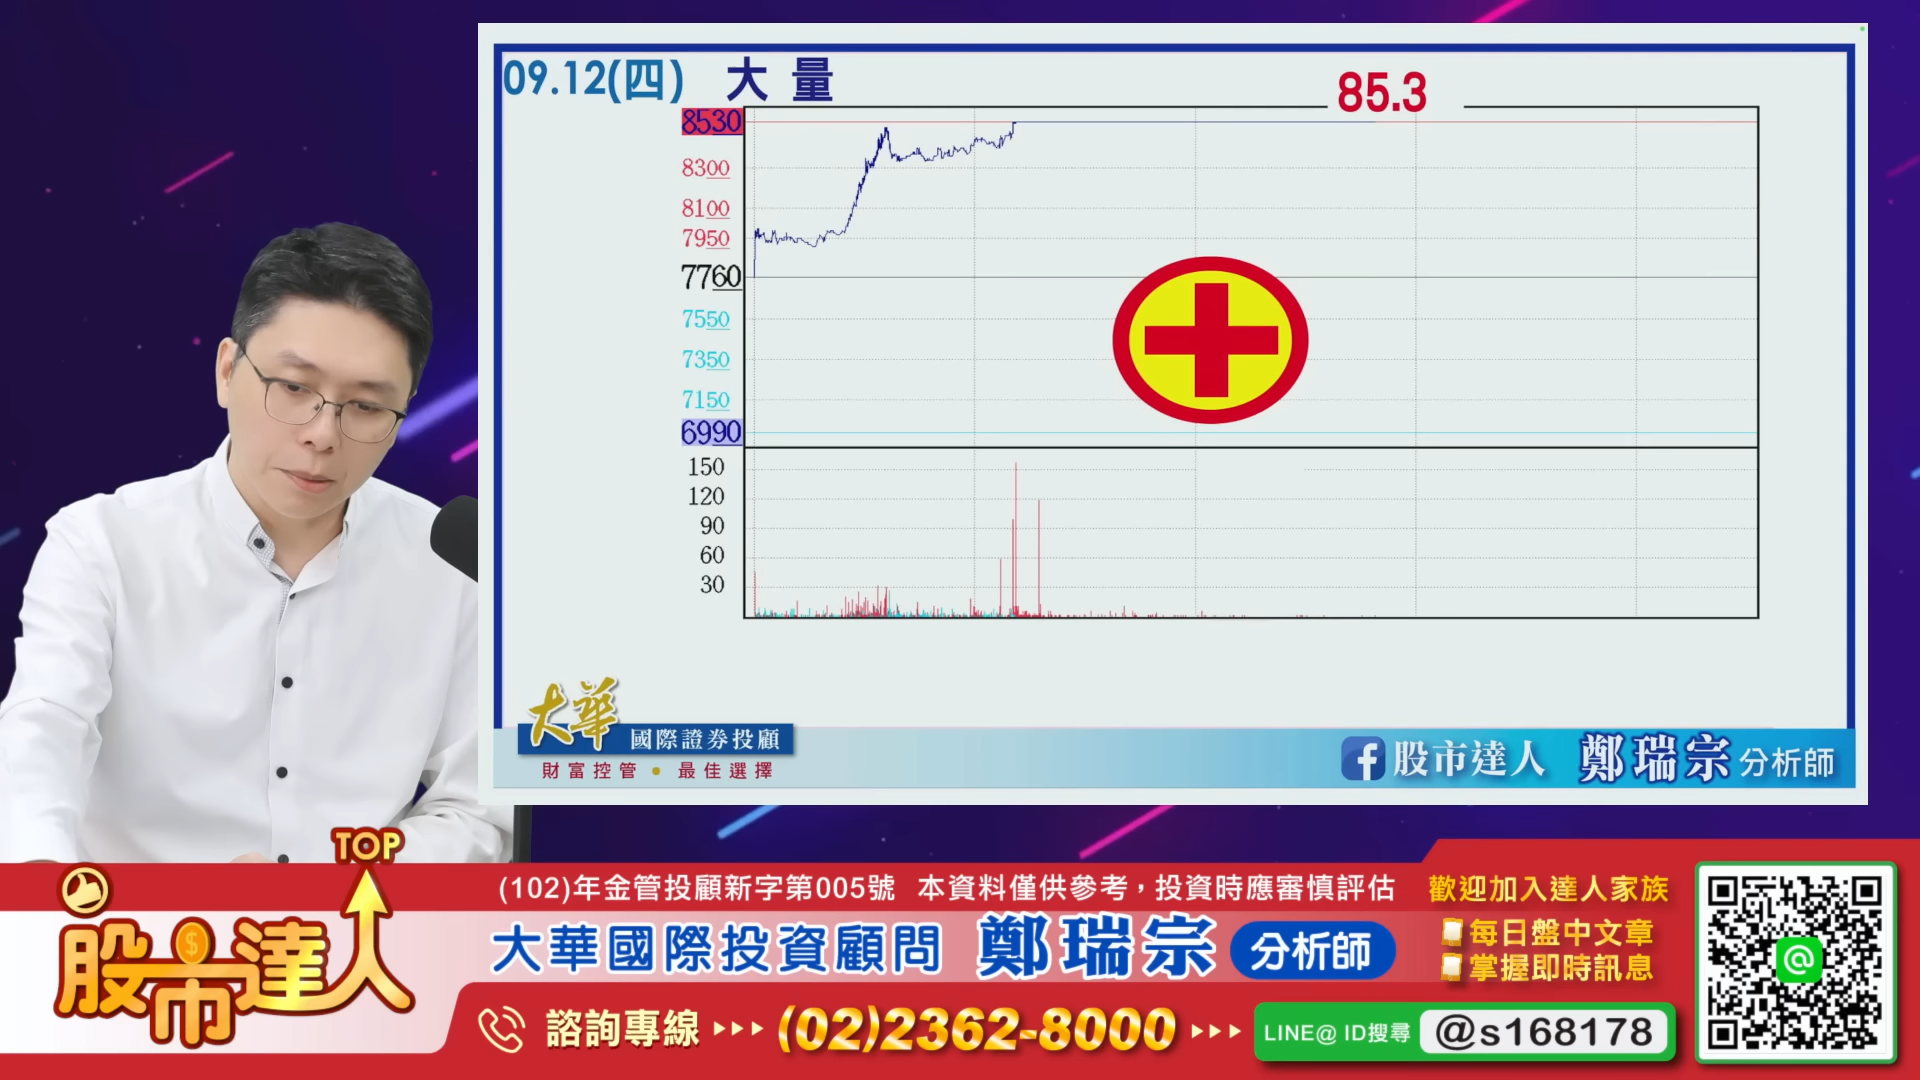 09.12(四) 大量
85.3
8530
8300
8100
7950
7760
7550
7350
7150
6990
150
120
90
60
30
大華 國際證券投顧
財富控管 • 最佳選擇
f 股市達人 鄭瑞宗 分析師
TOP
股市達人
$
(102)年金管投顧新字第005號 本資料僅供參考，投資時應審慎評估
大華國際投資顧問 鄭瑞宗 分析師
諮詢專線 (02)2362-8000
歡迎加入達人家族
每日盤中文章
掌握即時訊息
LINE@ ID搜尋 @s168178
@